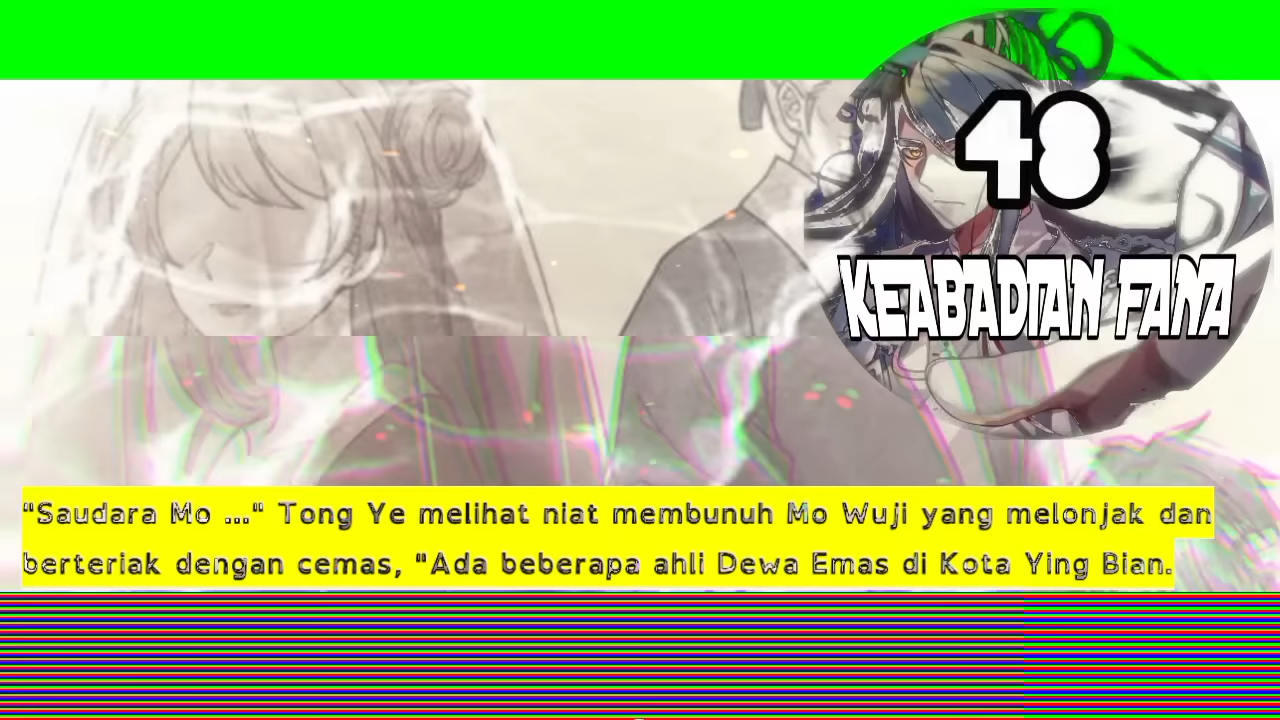 48
KEABADIAN FANA
"Saudara Mo ..." Tong Ye melihat niat membunuh Mo Wuji yang melonjak dan
berteriak dengan cemas, "Ada beberapa ahli Dewa Emas di Kota Ying Bian.